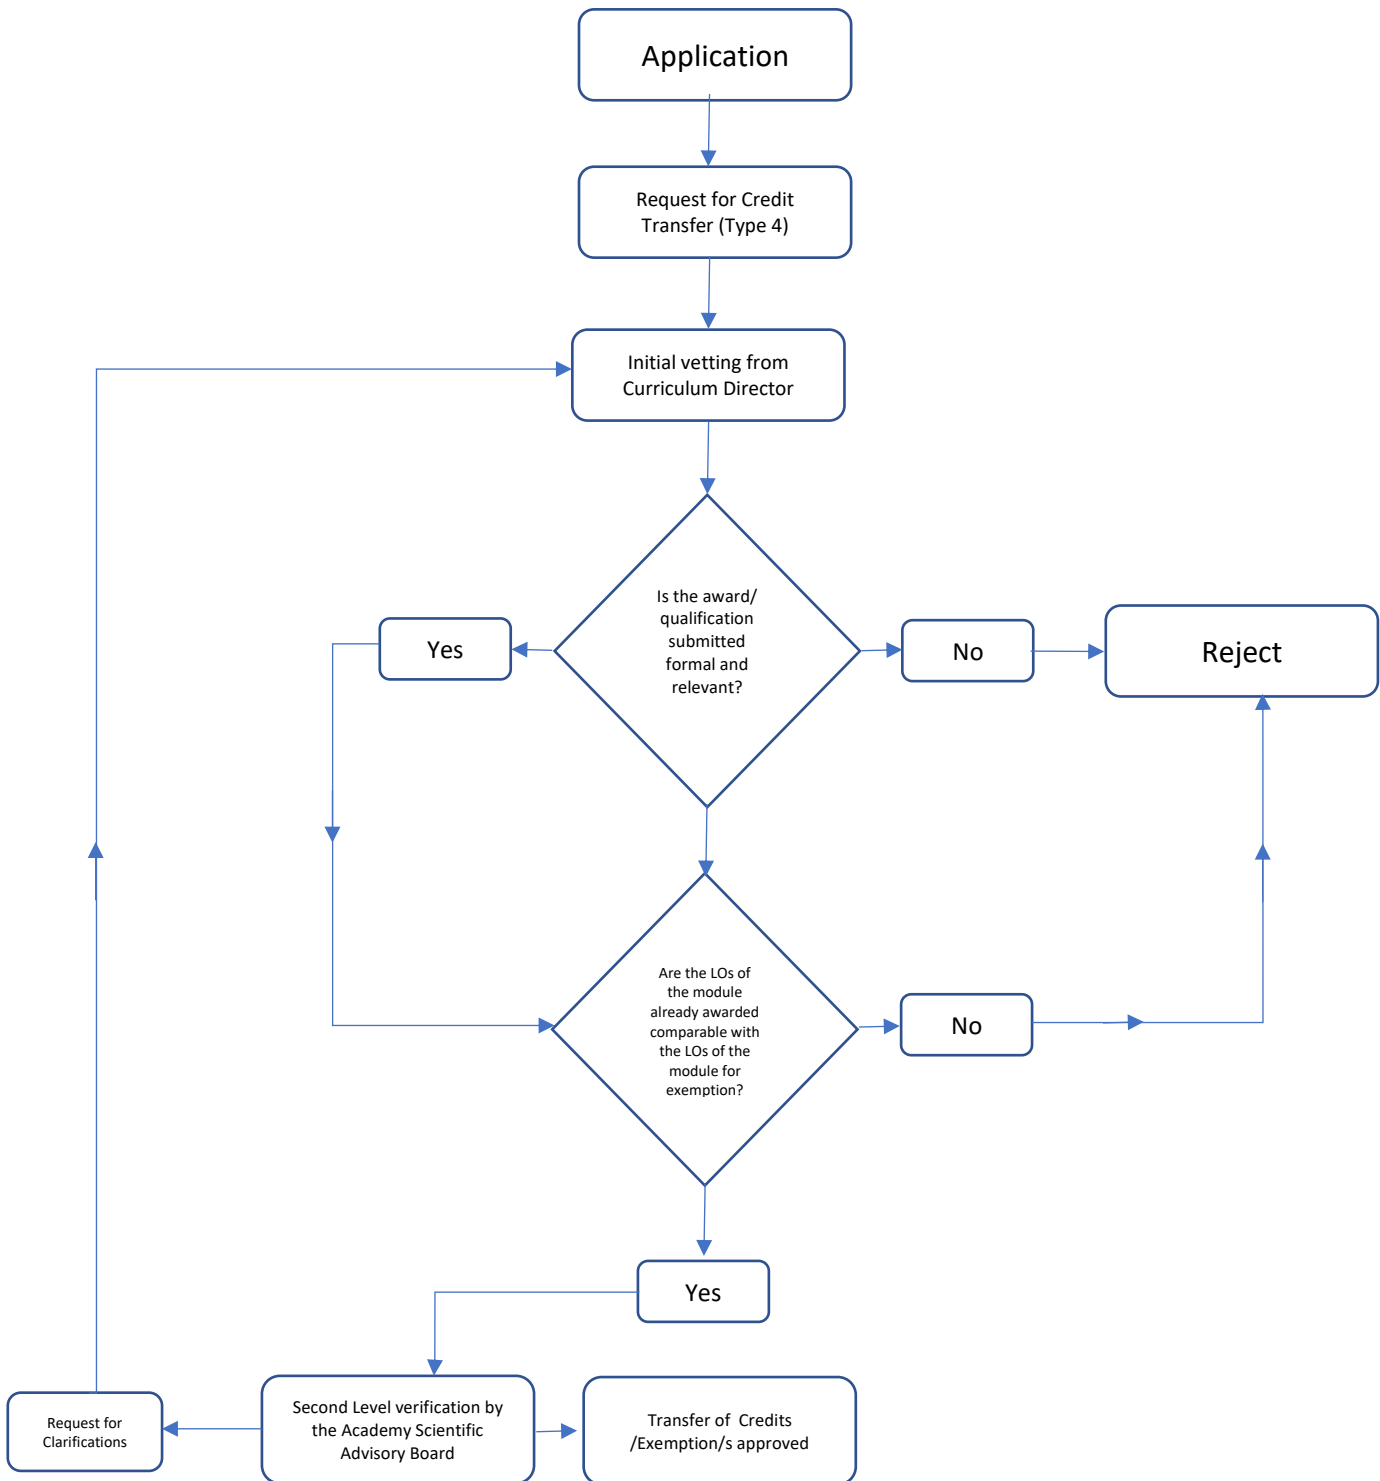 Application
Request for Credit
Transfer (Type 4)
Initial vetting from
Curriculum Director
Is the award/
qualification
submitted
formal and
relevant?
Yes
No
Reject
Are the LOs of
the module
already awarded
comparable with
the LOs of the
module for
exemption?
No
Yes
Request for
Clarifications
Second Level verification by
the Academy Scientific
Advisory Board
Transfer of  Credits
/Exemption/s approved